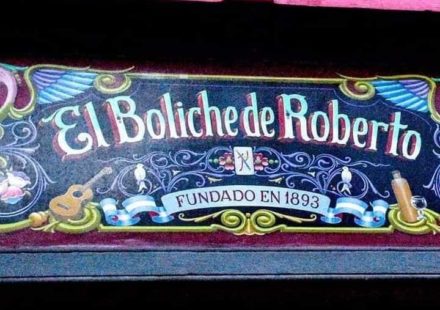 El Boliche de Roberto
FUNDADO EN 1893